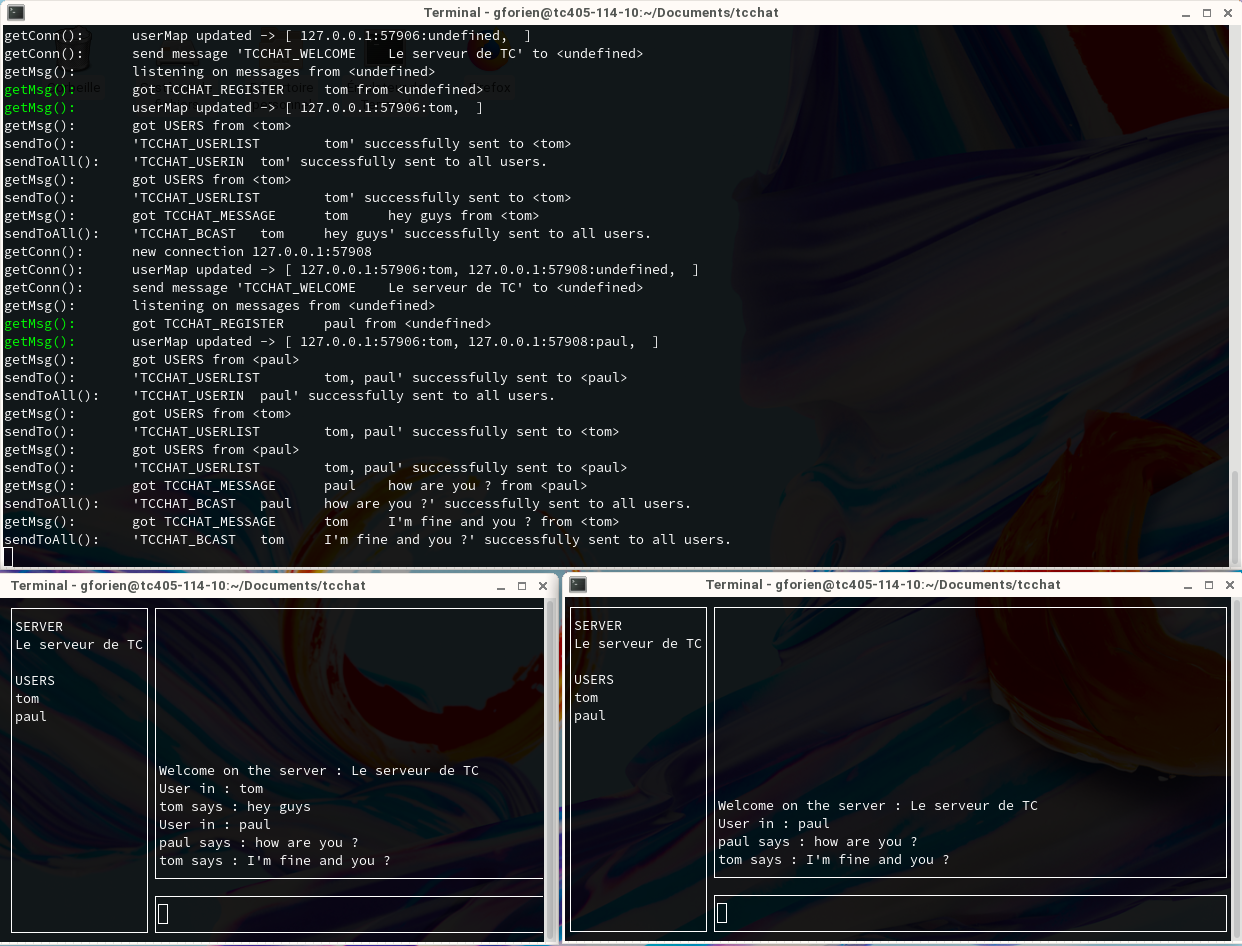 Terminal - gforien@tc405-114-10:~/Documents/tcchat
getConn(): userMap updated -> [ 127.0.0.1:57906:undefined,  ]
getConn(): send message 'TCCHAT_WELCOME Le serveur de TC' to <undefined>
getMsg(): listening on messages from <undefined>
getMsg(): got TCCHAT_REGISTER tom from <undefined>
getMsg(): userMap updated -> [ 127.0.0.1:57906:tom,  ]
getMsg(): got USERS from <tom>
sendTo(): 'TCCHAT_USERLIST tom' successfully sent to <tom>
sendToAll(): 'TCCHAT_USERIN tom' successfully sent to all users.
getMsg(): got USERS from <tom>
sendTo(): 'TCCHAT_USERLIST tom' successfully sent to <tom>
getMsg(): got TCCHAT_MESSAGE tom hey guys from <tom>
sendToAll(): 'TCCHAT_BCAST tom hey guys' successfully sent to all users.
getConn(): new connection 127.0.0.1:57908
getConn(): userMap updated -> [ 127.0.0.1:57906:tom, 127.0.0.1:57908:undefined,  ]
getConn(): send message 'TCCHAT_WELCOME Le serveur de TC' to <undefined>
getMsg(): listening on messages from <undefined>
getMsg(): got TCCHAT_REGISTER paul from <undefined>
getMsg(): userMap updated -> [ 127.0.0.1:57906:tom, 127.0.0.1:57908:paul,  ]
getMsg(): got USERS from <paul>
sendTo(): 'TCCHAT_USERLIST tom, paul' successfully sent to <paul>
sendToAll(): 'TCCHAT_USERIN paul' successfully sent to all users.
getMsg(): got USERS from <tom>
sendTo(): 'TCCHAT_USERLIST tom, paul' successfully sent to <tom>
getMsg(): got USERS from <paul>
sendTo(): 'TCCHAT_USERLIST tom, paul' successfully sent to <paul>
getMsg(): got TCCHAT_MESSAGE paul how are you ? from <paul>
sendToAll(): 'TCCHAT_BCAST paul how are you ?' successfully sent to all users.
getMsg(): got TCCHAT_MESSAGE tom I'm fine and you ? from <tom>
sendToAll(): 'TCCHAT_BCAST tom I'm fine and you ?' successfully sent to all users.
Terminal - gforien@tc405-114-10:~/Documents/tcchat
SERVER
Le serveur de TC
USERS
tom
paul
Welcome on the server : Le serveur de TC
User in : tom
tom says : hey guys
User in : paul
paul says : how are you ?
tom says : I'm fine and you ?
Terminal - gforien@tc405-114-10:~/Documents/tcchat
SERVER
Le serveur de TC
USERS
tom
paul
Welcome on the server : Le serveur de TC
User in : paul
paul says : how are you ?
tom says : I'm fine and you ?